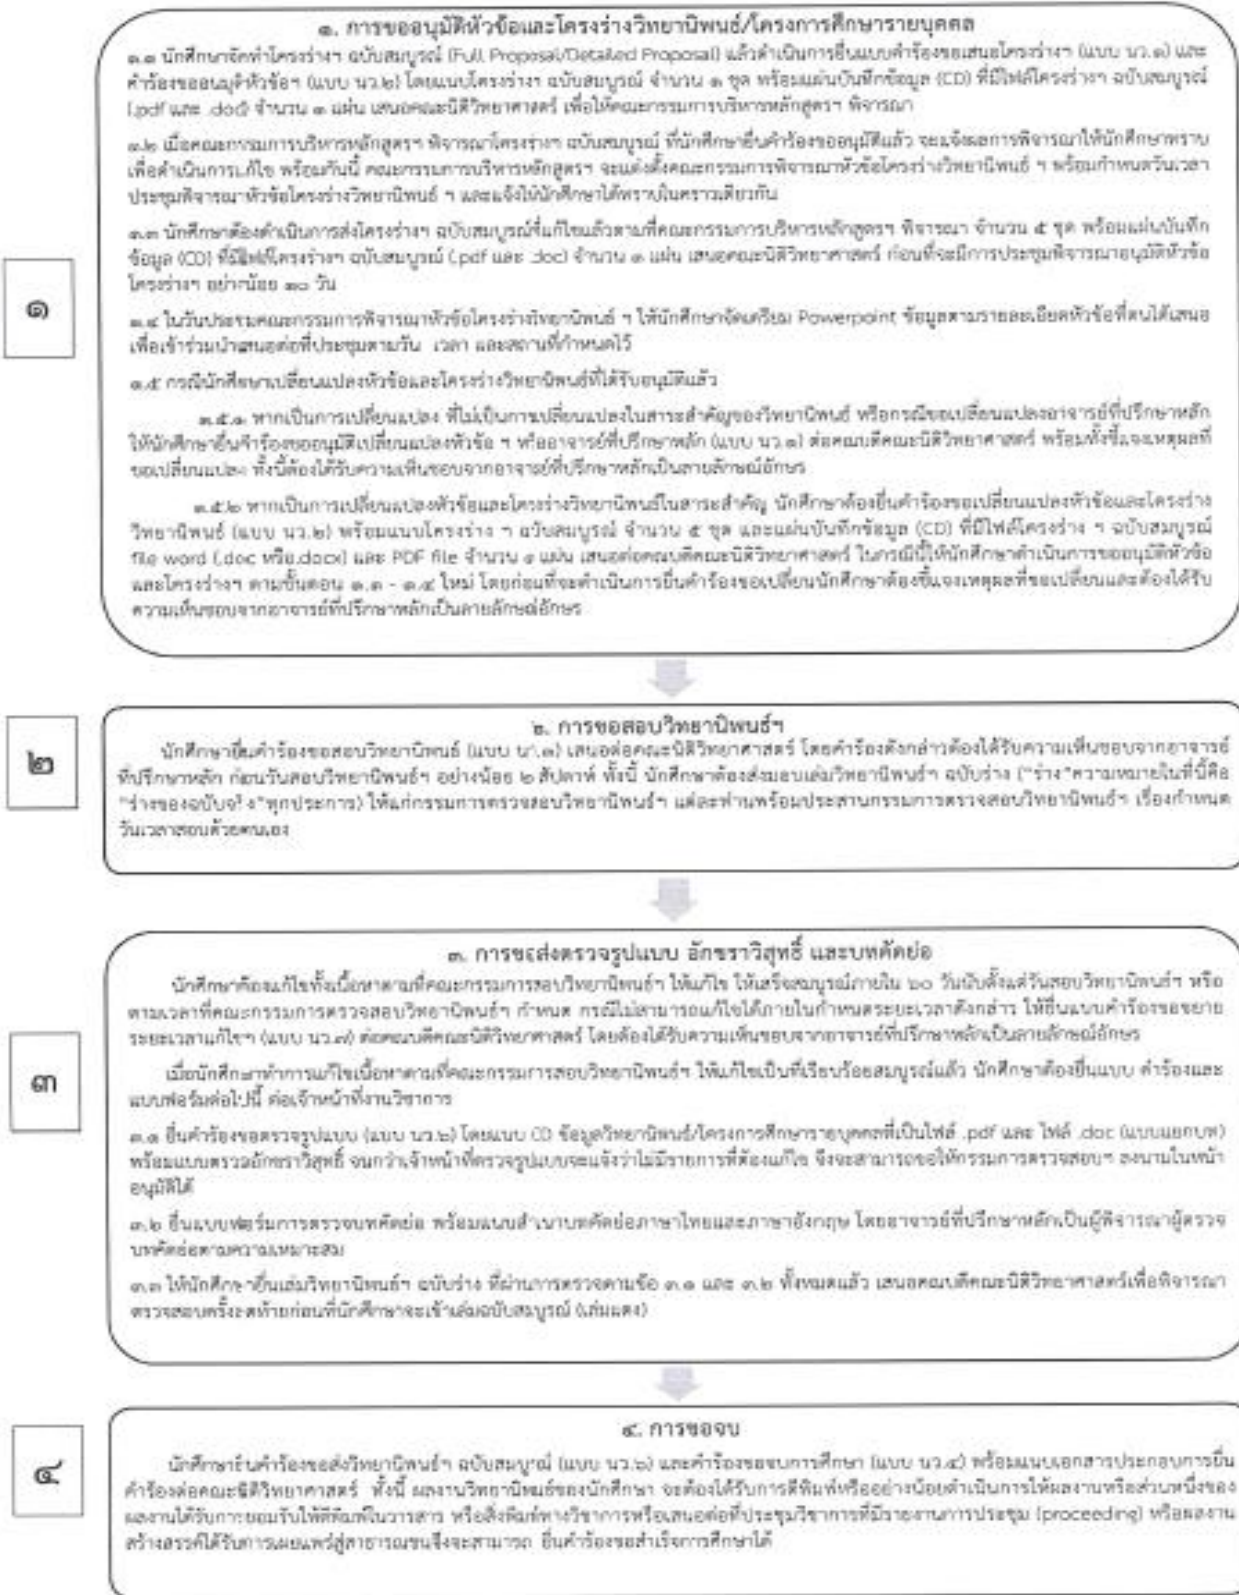 ๑. การขออนุมัติหัวข้อและโครงร่างวิทยานิพนธ์/โครงการศึกษารายบุคคล
๑.๑ นักศึกษาจัดทำโครงร่างฯ ฉบับสมบูรณ์ (Full Proposal/Detailed Proposal) แล้วดำเนินการยื่นแบบคำร้องขอเสนอโครงร่างฯ (แบบ นว.๑) และ
คำร้องขออนุมัติหัวข้อฯ (แบบ นว.๒) โดยแนบโครงร่างฯ ฉบับสมบูรณ์ จำนวน ๑ ชุด พร้อมแผ่นบันทึกข้อมูล (CD) ที่มีไฟล์โครงร่างฯ ฉบับสมบูรณ์
(.pdf และ .doc) จำนวน ๑ แผ่น เสนอคณะนิติวิทยาศาสตร์ เพื่อให้คณะกรรมการบริหารหลักสูตรฯ พิจารณา
๑.๒ เมื่อคณะกรรมการบริหารหลักสูตรฯ พิจารณาโครงร่างฯ ฉบับสมบูรณ์ ที่นักศึกษายื่นคำร้องขออนุมัติแล้ว จะแจ้งผลการพิจารณาให้นักศึกษาทราบ
เพื่อดำเนินการแก้ไข พร้อมกันนี้ คณะกรรมการบริหารหลักสูตรฯ จะแต่งตั้งคณะกรรมการพิจารณาหัวข้อโครงร่างวิทยานิพนธ์ ฯ พร้อมกำหนดวันเวลา
ประชุมพิจารณาหัวข้อโครงร่างวิทยานิพนธ์ ฯ และแจ้งให้นักศึกษาได้ทราบในคราวเดียวกัน
๑.๓ นักศึกษาต้องดำเนินการส่งโครงร่างฯ ฉบับสมบูรณ์ที่แก้ไขแล้วตามที่คณะกรรมการบริหารหลักสูตรฯ พิจารณา จำนวน ๕ ชุด พร้อมแผ่นบันทึก
ข้อมูล (CD) ที่มีไฟล์โครงร่างฯ ฉบับสมบูรณ์ (.pdf และ .doc) จำนวน ๑ แผ่น เสนอคณะนิติวิทยาศาสตร์ ก่อนที่จะมีการประชุมพิจารณาอนุมัติหัวข้อ
โครงร่างฯ อย่างน้อย ๑๐ วัน
๑
๑.๔ ในวันประชุมคณะกรรมการพิจารณาหัวข้อโครงร่างวิทยานิพนธ์ ฯ ให้นักศึกษาจัดเตรียม Powerpoint ข้อมูลตามรายละเอียดหัวข้อที่ตนได้เสนอ
เพื่อเข้าร่วมนำเสนอต่อที่ประชุมตามวัน เวลา และสถานที่กำหนดไว้
๑.๕ กรณีนักศึกษาเปลี่ยนแปลงหัวข้อและโครงร่างวิทยานิพนธ์ที่ได้รับอนุมัติแล้ว
๑.๕.๑ หากเป็นการเปลี่ยนแปลง ที่ไม่เป็นการเปลี่ยนแปลงในสาระสำคัญของวิทยานิพนธ์ หรือกรณีขอเปลี่ยนแปลงอาจารย์ที่ปรึกษาหลัก
ให้นักศึกษายื่นคำร้องขออนุมัติเปลี่ยนแปลงหัวข้อ ฯ หรืออาจารย์ที่ปรึกษาหลัก (แบบ นว.๑) ต่อคณบดีคณะนิติวิทยาศาสตร์ พร้อมทั้งชี้แจงเหตุผลที่
ขอเปลี่ยนแปลง ทั้งนี้ต้องได้รับความเห็นชอบจากอาจารย์ที่ปรึกษาหลักเป็นลายลักษณ์อักษร
๑.๕.๒ หากเป็นการเปลี่ยนแปลงหัวข้อและโครงร่างวิทยานิพนธ์ในสาระสำคัญ นักศึกษาต้องยื่นคำร้องขอเปลี่ยนแปลงหัวข้อและโครงร่าง
วิทยานิพนธ์ (แบบ นว.๒) พร้อมแนบโครงร่าง ฯ ฉบับสมบูรณ์ จำนวน ๕ ชุด และแผ่นบันทึกข้อมูล (CD) ที่มีไฟล์โครงร่าง ฯ ฉบับสมบูรณ์
file word (.doc หรือ.docx) และ PDF file จำนวน ๑ แผ่น เสนอต่อคณบดีคณะนิติวิทยาศาสตร์ ในกรณีนี้ให้นักศึกษาดำเนินการขออนุมัติหัวข้อ
และโครงร่างฯ ตามขั้นตอน ๑.๑ - ๑.๔ ใหม่ โดยก่อนที่จะดำเนินการยื่นคำร้องขอเปลี่ยนนักศึกษาต้องชี้แจงเหตุผลที่ขอเปลี่ยนและต้องได้รับ
ความเห็นชอบจากอาจารย์ที่ปรึกษาหลักเป็นลายลักษณ์อักษร
๒
๒. การขอสอบวิทยานิพนธ์ฯ
นักศึกษายื่นคำร้องขอสอบวิทยานิพนธ์ (แบบ เสนอต่อคณะนิติวิทยาศาสตร์ โดยคำร้องดังกล่าวต้องได้รับความเห็นชอบจากอาจารย์
ที่ปรึกษาหลัก ก่อนวันสอบวิทยานิพนธ์ฯ อย่างน้อย ๒ สัปดาห์ ทั้งนี้ นักศึกษาต้องส่งมอบเล่มวิทยานิพนธ์ฯ ฉบับร่าง ("ร่าง"ความหมายในที่นี้คือ
"ร่างของฉบับจริง"ทุกประการ) ให้แก่กรรมการตรวจสอบวิทยานิพนธ์ฯ แต่ละท่านพร้อมประสานกรรมการตรวจสอบวิทยานิพนธ์ฯ เรื่องกำหนด
วันเวลาสอบด้วยตนเอง
๓. การขอส่งตรวจรูปแบบ อักขราวิสุทธิ์ และบทคัดย่อ
นักศึกษาต้องแก้ไขทั้งเนื้อหาตามที่คณะกรรมการสอบวิทยานิพนธ์ฯ ให้แก้ไข ให้เสร็จสมบูรณ์ภายใน ๖๐ วันนับตั้งแต่วันสอบวิทยานิพนธ์ฯ หรือ
ตามเวลาที่คณะกรรมการตรวจสอบวิทยานิพนธ์ฯ กำหนด กรณีไม่สามารถแก้ไขได้ภายในกำหนดระยะเวลาดังกล่าว ให้ยื่นแบบคำร้องขอขยาย
ระยะเวลาแก้ไขฯ (แบบ นว.๗) ต่อคณบดีคณะนิติวิทยาศาสตร์ โดยต้องได้รับความเห็นชอบจากอาจารย์ที่ปรึกษาหลักเป็นลายลักษณ์อักษร
๓
เมื่อนักศึกษาทำการแก้ไขเนื้อหาตามที่คณะกรรมการสอบวิทยานิพนธ์ฯ ให้แก้ไขเป็นที่เรียบร้อยสมบูรณ์แล้ว นักศึกษาต้องยื่นแบบ คำร้องและ
แบบฟอร์มต่อไปนี้ ต่อเจ้าหน้าที่งานวิชาการ
๓.๑ ยื่นคำร้องขอตรวจรูปแบบ (แบบ นว.๖) โดยแนบ CD ข้อมูลวิทยานิพนธ์/โครงการศึกษารายบุคคลที่เป็นไฟล์ .pdf และ ไฟล์ .doc (แบบแยกบท)
พร้อมแบบตรวจอักขราวิสุทธิ์ จนกว่าเจ้าหน้าที่ตรวจรูปแบบจะแจ้งว่าไม่มีรายการที่ต้องแก้ไข จึงจะสามารถขอให้กรรมการตรวจสอบฯ ลงนามในหน้า
อนุมัติได้
๓.๒ ยื่นแบบฟอร์มการตรวจบทคัดย่อ พร้อมแนบสำเนาบทคัดย่อภาษาไทยและภาษาอังกฤษ โดยอาจารย์ที่ปรึกษาหลักเป็นผู้พิจารณาผู้ตรวจ
บทคัดย่อตามความเหมาะสม
๓.๓ ให้นักศึกษายื่นเล่มวิทยานิพนธ์ฯ ฉบับร่าง ที่ผ่านการตรวจตามข้อ ๓.๑ และ ๓.๒ ทั้งหมดแล้ว เสนอคณบดีคณะนิติวิทยาศาสตร์เพื่อพิจารณา
ตรวจสอบครั้งสุดท้ายก่อนที่นักศึกษาจะเข้าเล่มฉบับสมบูรณ์ (เล่มแดง)
๔. การขอจบ
๔
นักศึกษายื่นคำร้องขอส่งวิทยานิพนธ์ฯ ฉบับสมบูรณ์ (แบบ นว.๖) และคำร้องขอจบการศึกษา (แบบ นว.๔) พร้อมแนบเอกสารประกอบการยื่น
คำร้องต่อคณะนิติวิทยาศาสตร์ ทั้งนี้ ผลงานวิทยานิพนธ์ของนักศึกษา จะต้องได้รับการตีพิมพ์หรืออย่างน้อยดำเนินการให้ผลงานหรือส่วนหนึ่งของ
ผลงานได้รับการยอมรับให้ตีพิมพ์ในวารสาร หรือสิ่งพิมพ์ทางวิชาการหรือเสนอต่อที่ประชุมวิชาการที่มีรายงานการประชุม (proceeding) หรือผลงาน
สร้างสรรค์ได้รับการเผยแพร่สู่สาธารณชนจึงจะสามารถ ยื่นคำร้องขอสำเร็จการศึกษาได้